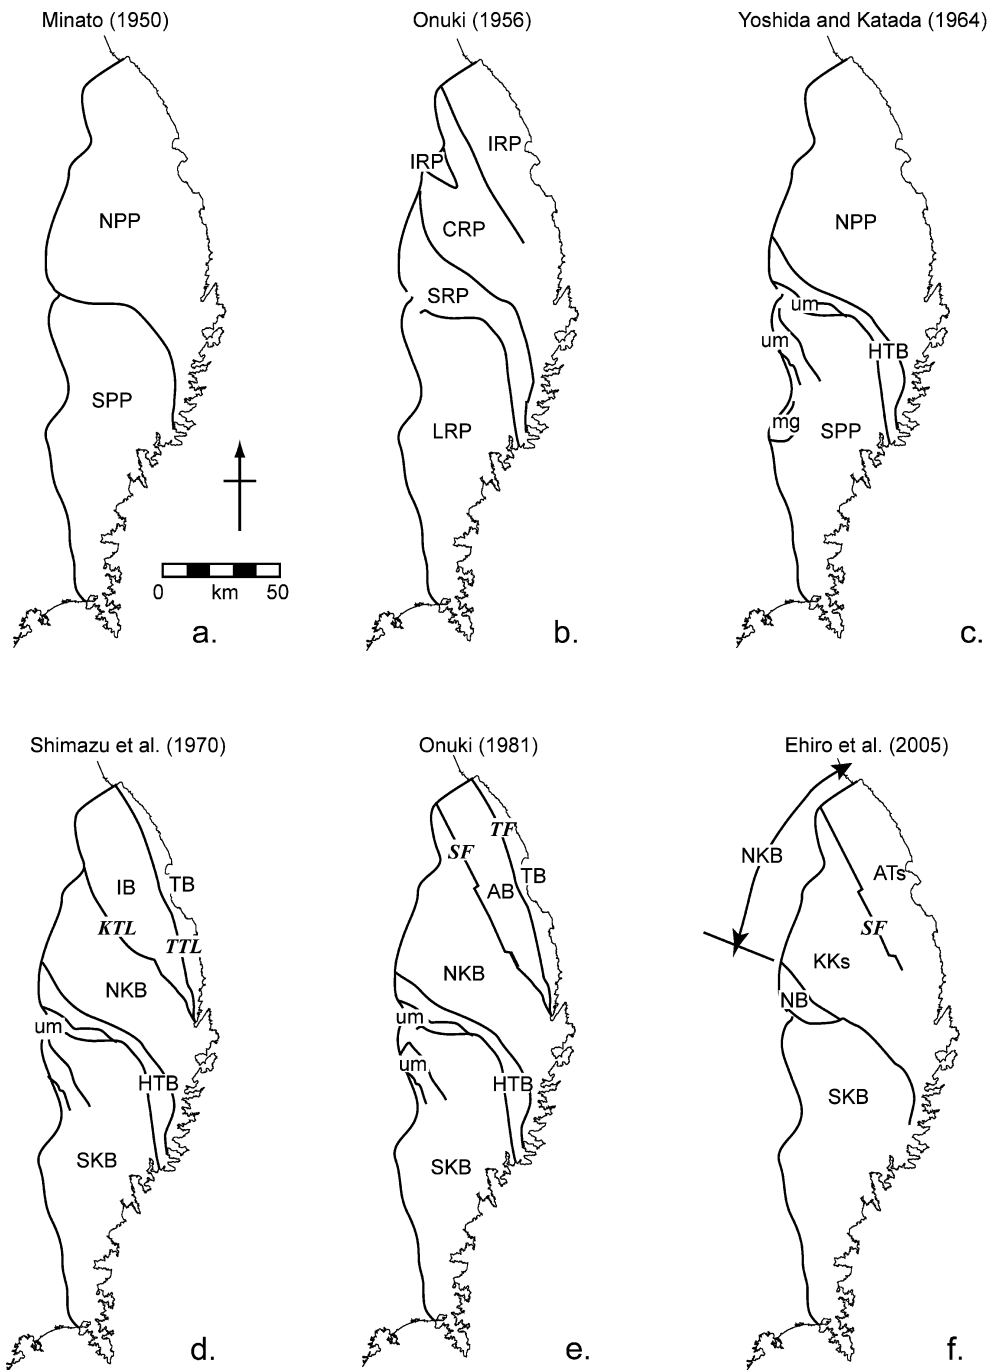 Minato (1950)
NPP
SPP
0 km 50
a.
Onuki (1956)
IRP
IRP
CRP
SRP
LRP
b.
Yoshida and Katada (1964)
NPP
um
um
HTB
mg
SPP
c.
Shimazu et al. (1970)
IB
TB
KTL
TTL
NKB
um
HTB
SKB
d.
Onuki (1981)
TF
SF
TB
AB
NKB
um
um
HTB
SKB
e.
Ehiro et al. (2005)
NKB
ATs
SF
KKs
NB
SKB
f.